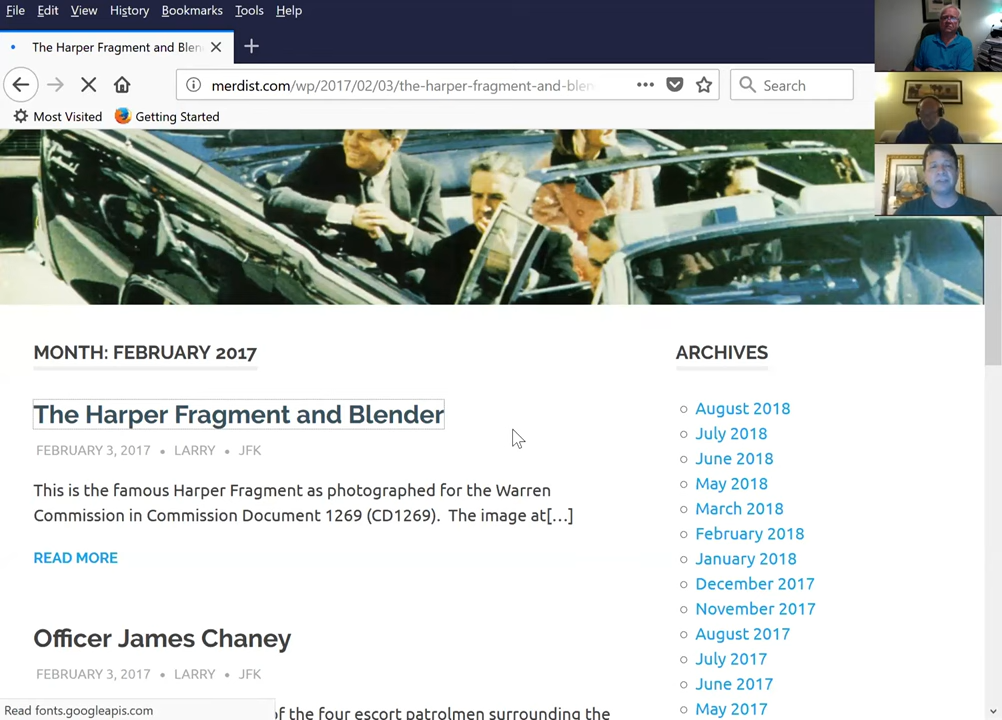 File Edit View History Bookmarks Tools Help
The Harper Fragment and Blen
merdist.com/wp/2017/02/03/the-harper-fragment-and-blen
Search
Most Visited Getting Started
MONTH: FEBRUARY 2017
The Harper Fragment and Blender
FEBRUARY 3, 2017 • LARRY • JFK
This is the famous Harper Fragment as photographed for the Warren
Commission in Commission Document 1269 (CD1269). The image at[...]
READ MORE
Officer James Chaney
FEBRUARY 3, 2017 • LARRY • JFK
of the four escort patrolmen surrounding the
ARCHIVES
August 2018
July 2018
June 2018
May 2018
March 2018
February 2018
January 2018
December 2017
November 2017
August 2017
July 2017
June 2017
May 2017
Read fonts.googleapis.com